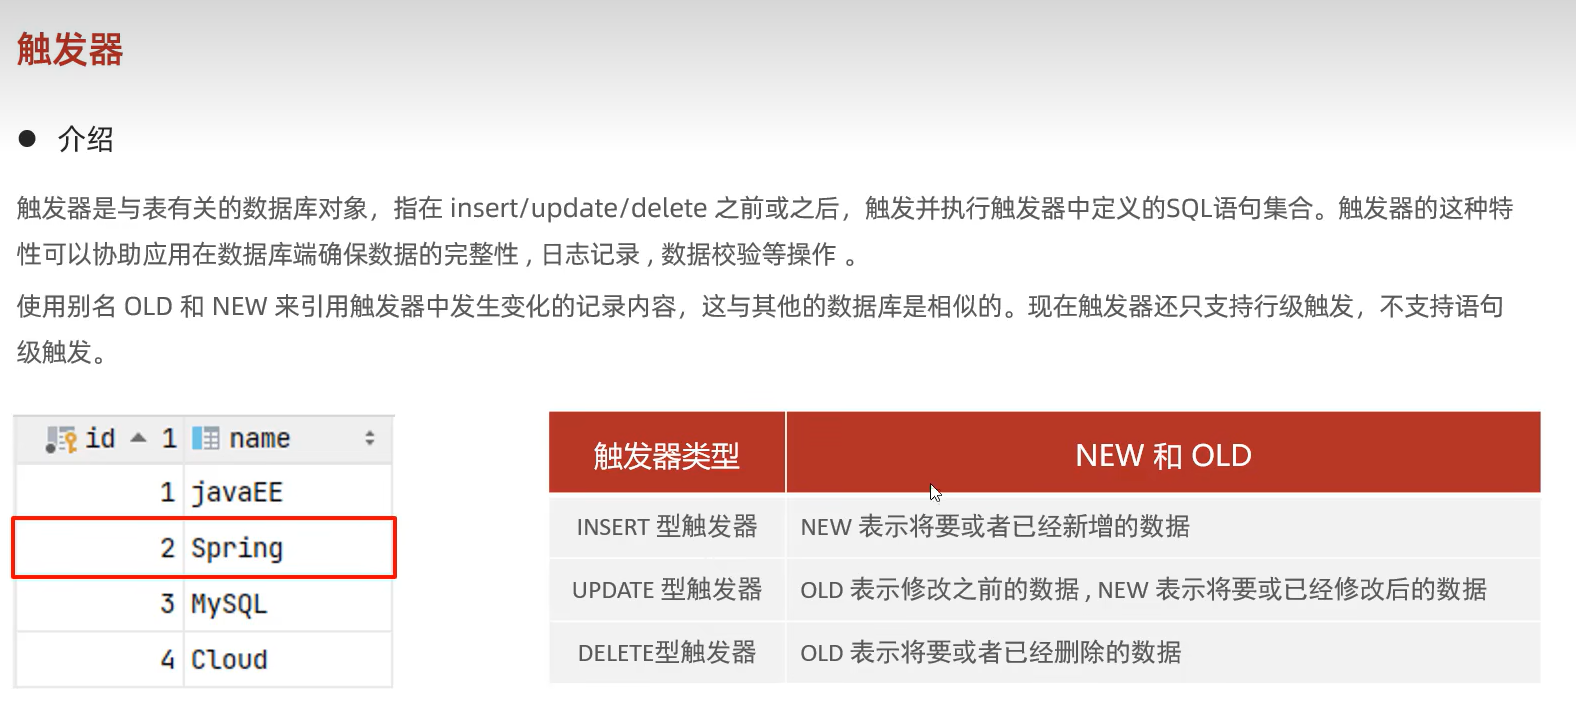 触发器
● 介绍
触发器是与表有关的数据库对象，指在 insert/update/delete 之前或之后，触发并执行触发器中定义的SQL语句集合。触发器的这种特
性可以协助应用在数据库端确保数据的完整性 , 日志记录 , 数据校验等操作 。
使用别名 OLD 和 NEW 来引用触发器中发生变化的记录内容，这与其他的数据库是相似的。现在触发器还只支持行级触发，不支持语句
级触发。
id 1 name
1 javaEE
2 Spring
3 MySQL
4 Cloud
触发器类型 NEW 和 OLD
INSERT 型触发器 NEW 表示将要或者已经新增的数据
UPDATE 型触发器 OLD 表示修改之前的数据 , NEW 表示将要或已经修改后的数据
DELETE型触发器 OLD 表示将要或者已经删除的数据